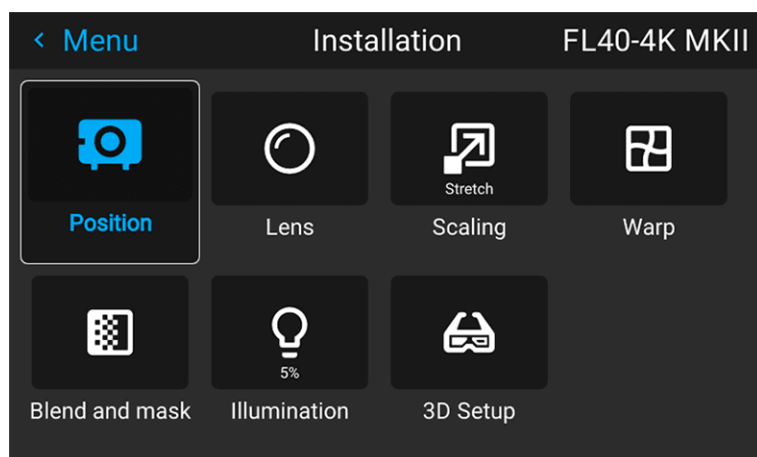 Menu
Installation
FL40-4K MKII
Position
Lens
Stretch
Scaling
Warp
Blend and mask
5%
Illumination
3D Setup